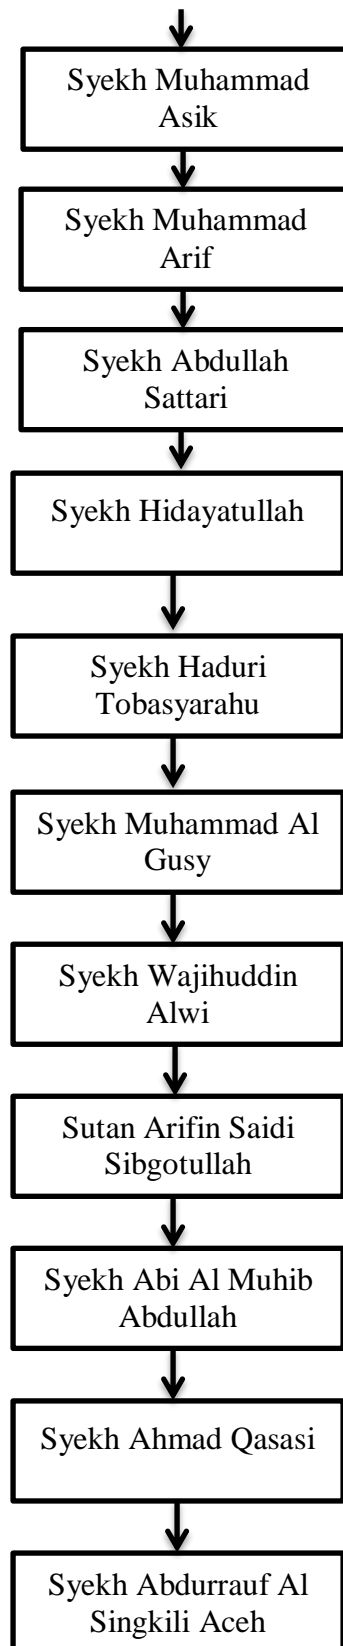 Syekh Muhammad
Asik
Syekh Muhammad
Arif
Syekh Abdullah
Sattari
Syekh Hidayatullah
Syekh Haduri
Tobasyarahu
Syekh Muhammad Al
Gusy
Syekh Wajihuddin
Alwi
Sutan Arifin Saidi
Sibgotullah
Syekh Abi Al Muhib
Abdullah
Syekh Ahmad Qasasi
Syekh Abdurrauf Al
Singkili Aceh